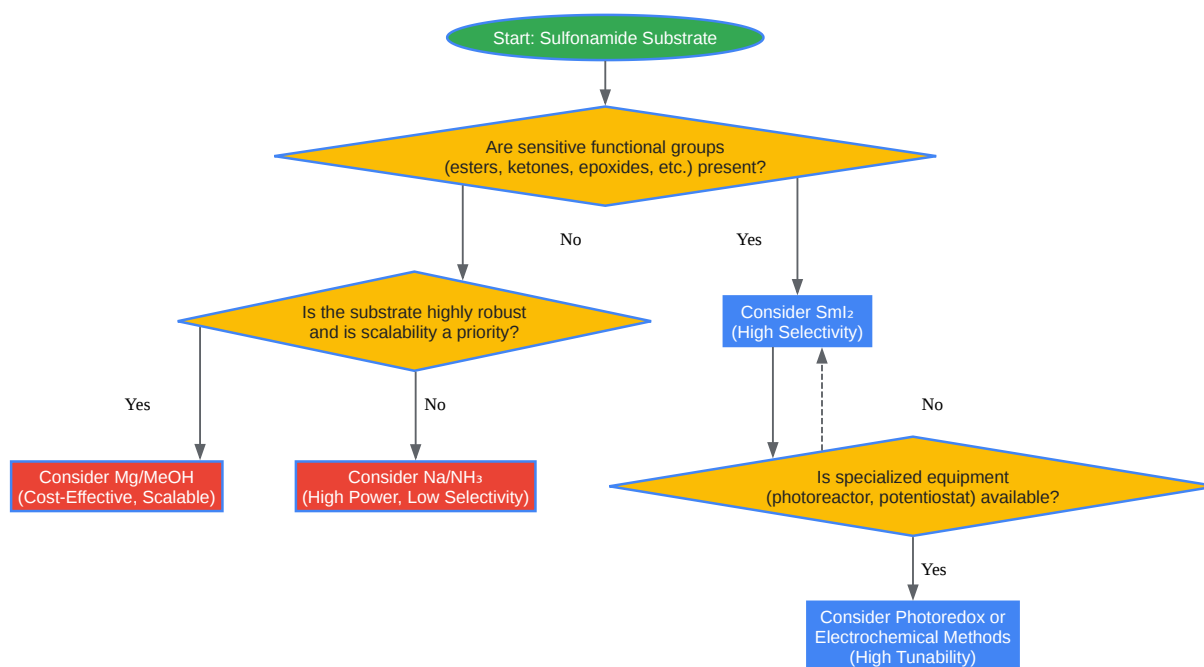 Start: Sulfonamide Substrate
Are sensitive functional groups
(esters, ketones, epoxides, etc.) present?
No
Yes
Is the substrate highly robust
and is scalability a priority?
Consider SmI₂
(High Selectivity)
Yes
No
No
Consider Mg/MeOH
(Cost-Effective, Scalable)
Consider Na/NH₃
(High Power, Low Selectivity)
Is specialized equipment
(photoreactor, potentiostat) available?
Yes
Consider Photoredox or
Electrochemical Methods
(High Tunability)